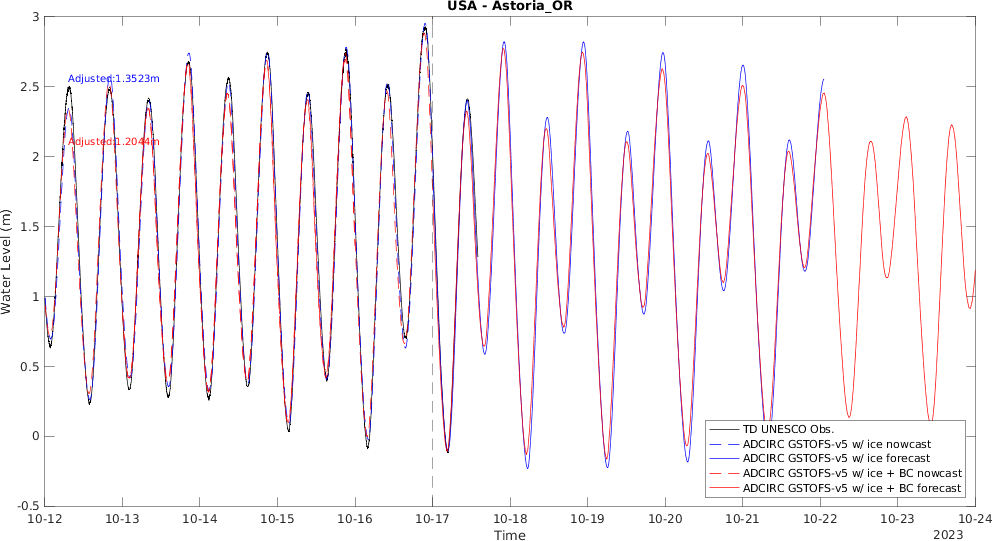 USA - Astoria_OR
3
2.5
2
1.5
1
0.5
0
-0.5
Water Level (m)
Adjusted:1.3523m
Adjusted:1.2044m
TD UNESCO Obs.
ADCIRC GSTOFS-v5 w/ ice nowcast
ADCIRC GSTOFS-v5 w/ ice forecast
ADCIRC GSTOFS-v5 w/ ice + BC nowcast
ADCIRC GSTOFS-v5 w/ ice + BC forecast
10-12 10-13 10-14 10-15 10-16 10-17 10-18 10-19 10-20 10-21 10-22 10-23 10-24
Time
2023